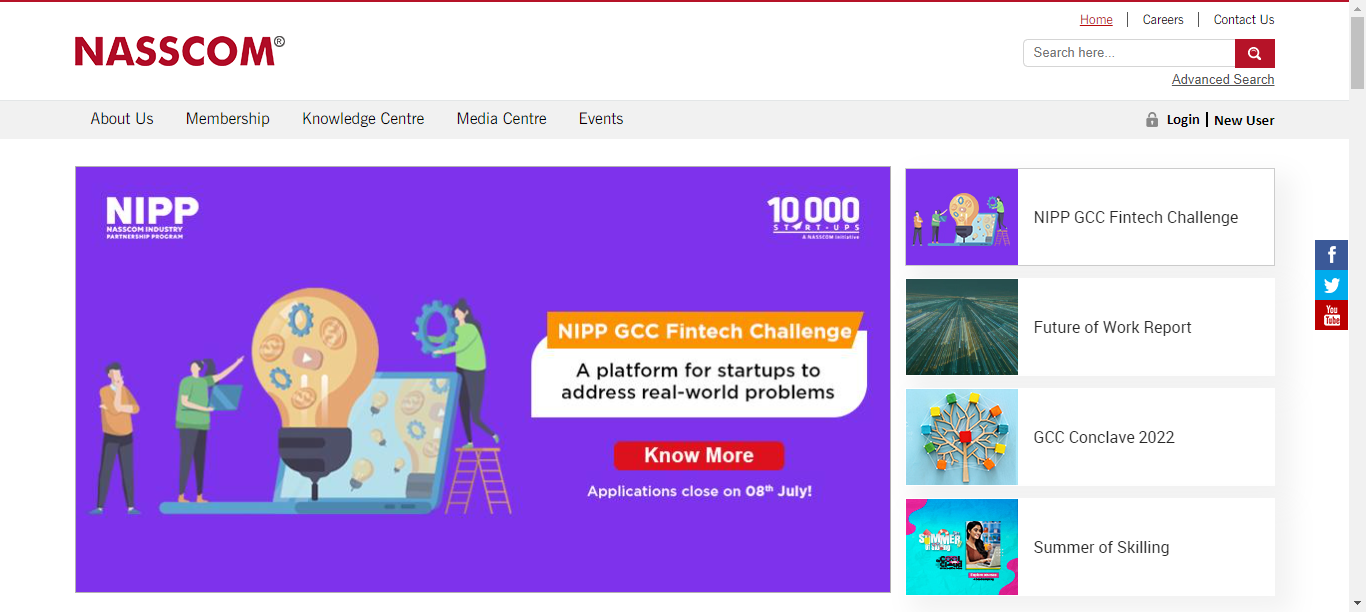 Home
Careers
Contact Us
NASSCOM®
Search here...
Advanced Search
About Us
Membership
Knowledge Centre
Media Centre
Events
Login
New User
NIPP
NASSCOM INDUSTRY
PARTNERSHIP PROGRAM
10,000
START-UPS
A NASSCOM Initiative
NIPP GCC Fintech Challenge
A platform for startups to
address real-world problems
Know More
Applications close on 08th July!
NIPP GCC Fintech Challenge
Future of Work Report
GCC Conclave 2022
SUMMER
Summer of Skilling
f
You
Tube